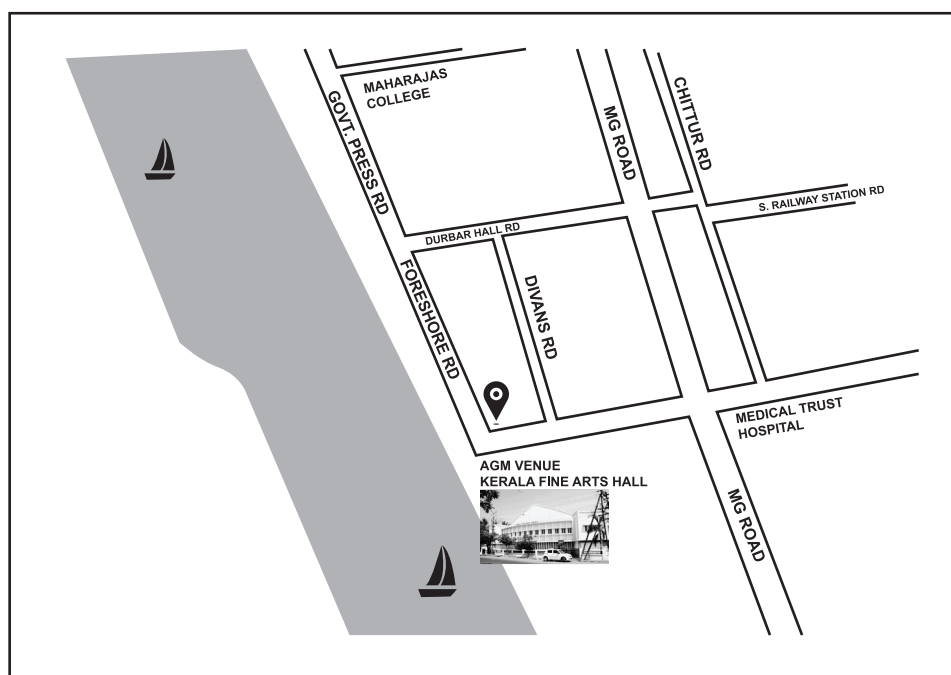 MAHARAJAS
COLLEGE
GOVT. PRESS RD
MG ROAD
CHITTUR RD
S. RAILWAY STATION RD
DURBAR HALL RD
FORESHORE RD
DIVANS RD
MEDICAL TRUST
HOSPITAL
AGM VENUE
KERALA FINE ARTS HALL
MG ROAD